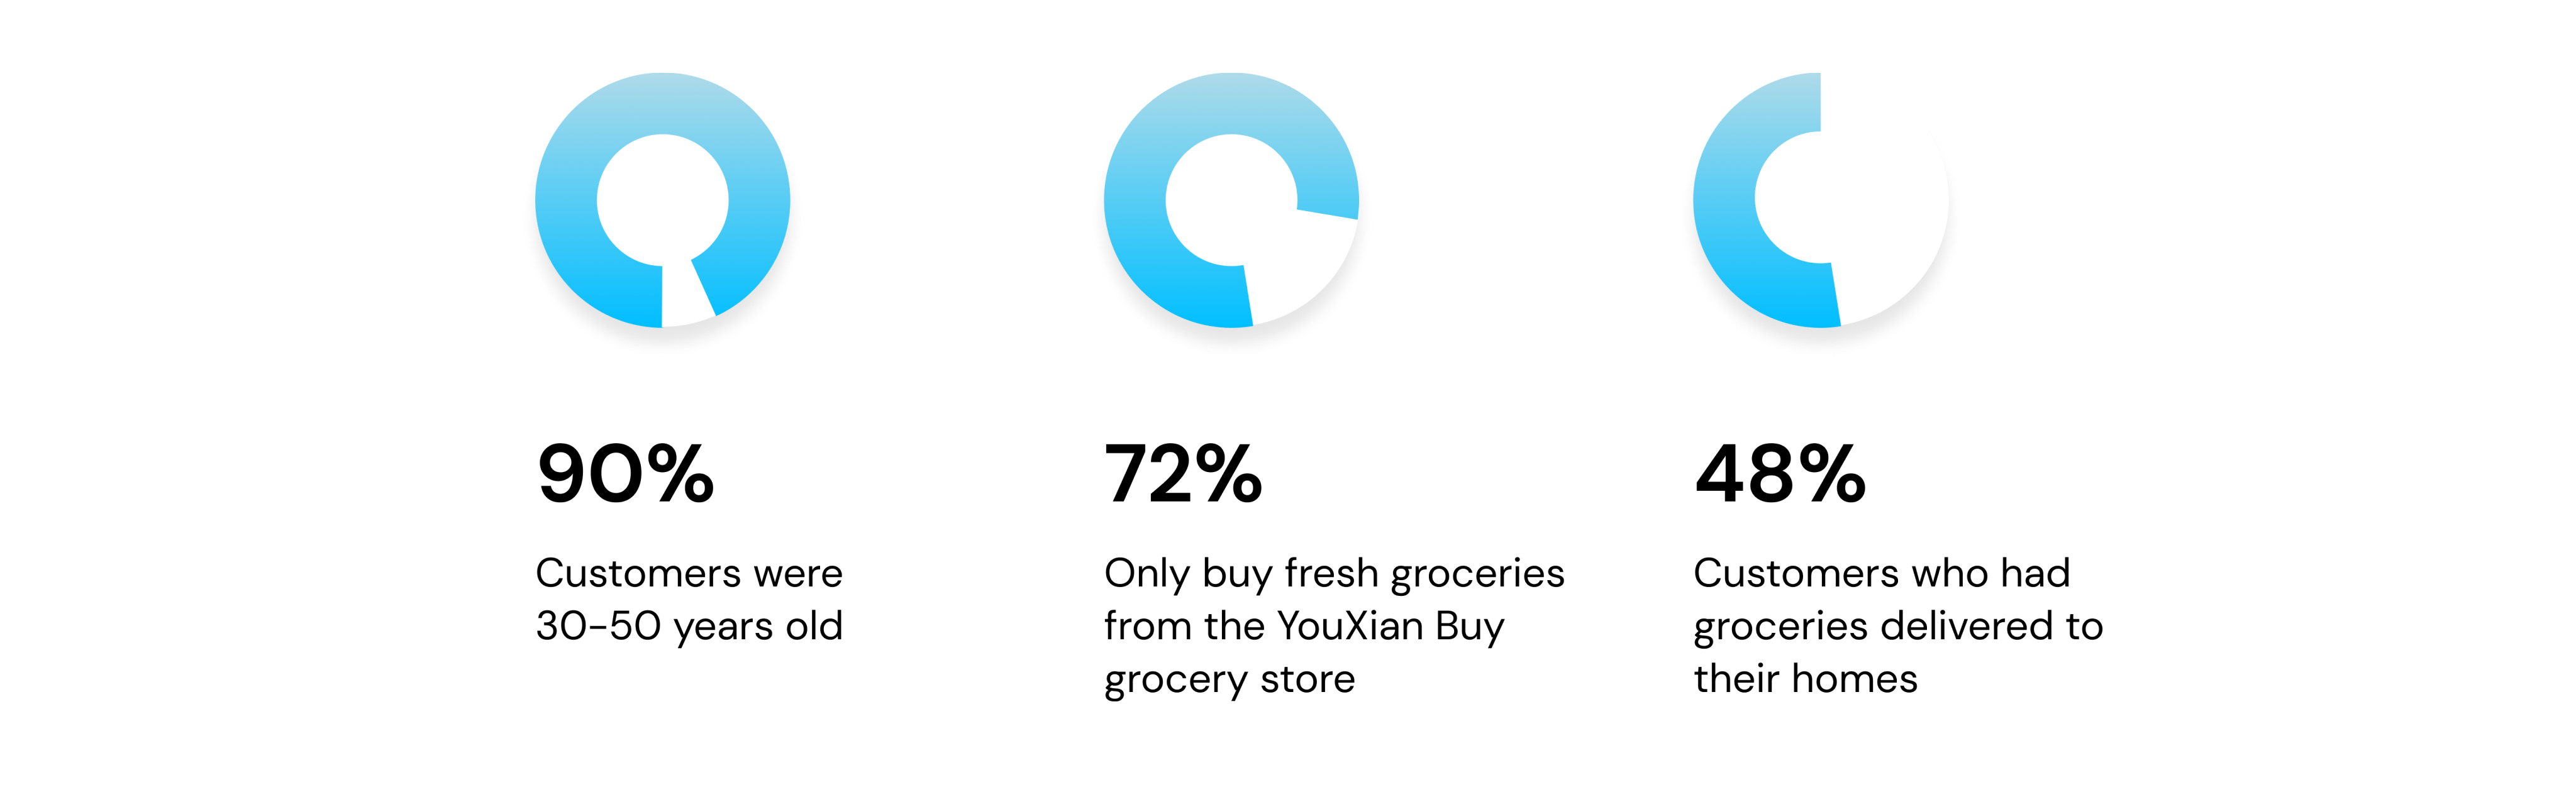 90%
Customers were
30-50 years old
72%
Only buy fresh groceries
from the YouXian Buy
grocery store
48%
Customers who had
groceries delivered to
their homes